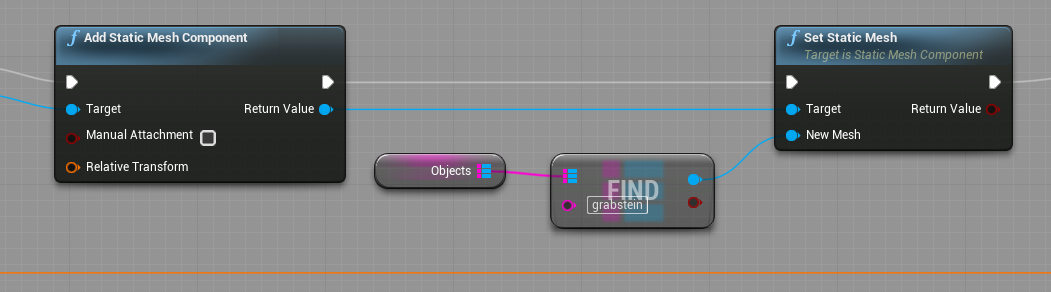 f Add Static Mesh Component
Target
Return Value
Manual Attachment
Relative Transform
Objects
FIND
grabstein
f Set Static Mesh
Target is Static Mesh Component
Target
Return Value
New Mesh